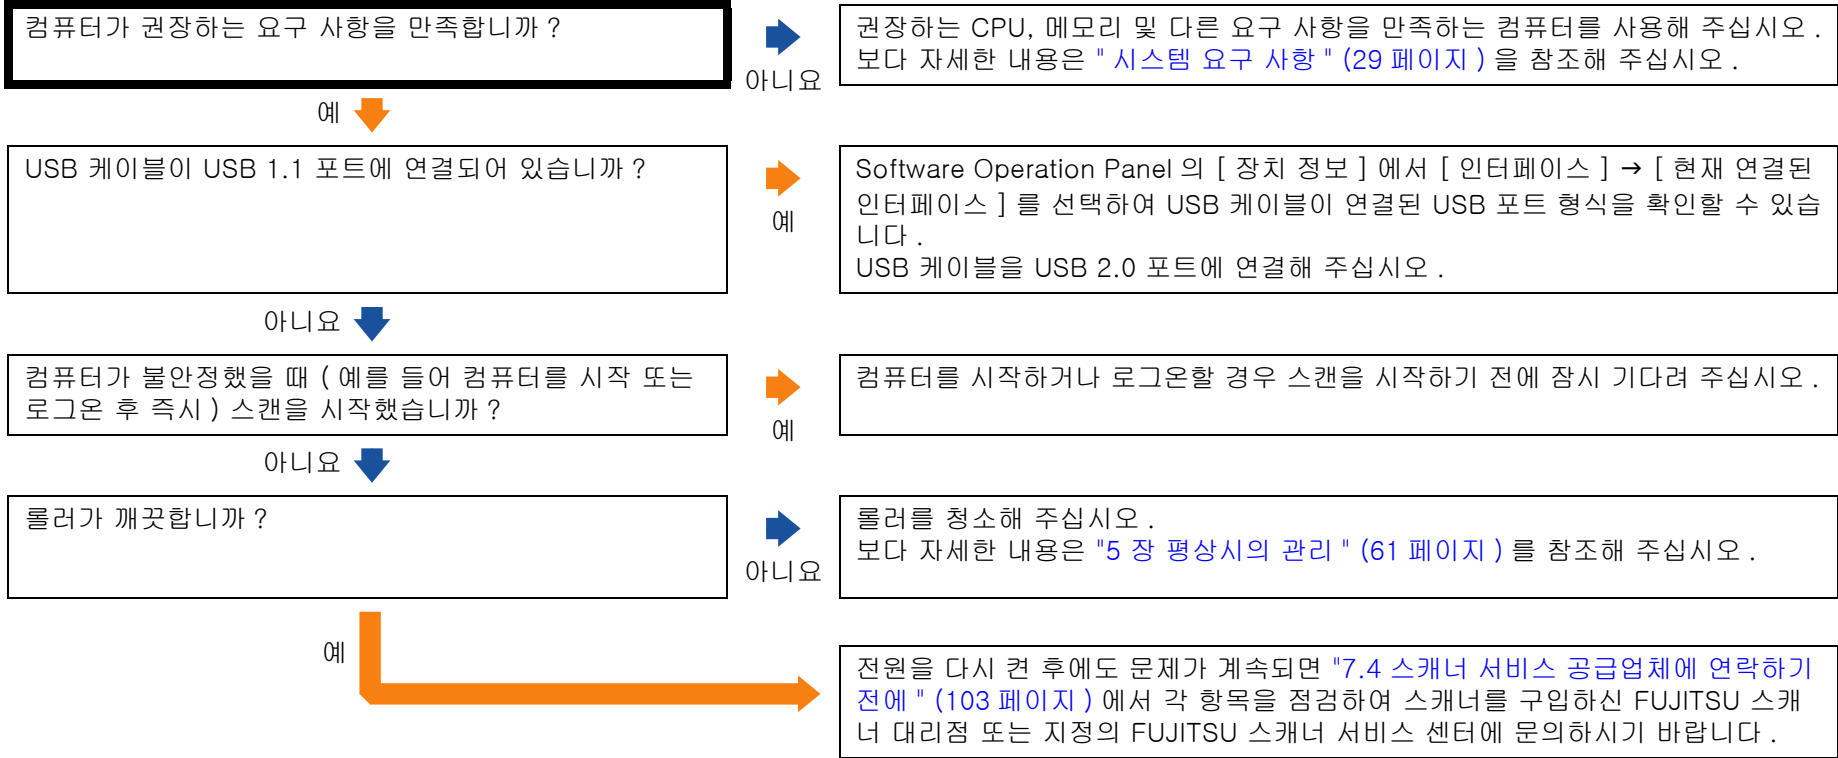 컴퓨터가 권장하는 요구 사항을 만족합니까 ?
아니요
권장하는 CPU, 메모리 및 다른 요구 사항을 만족하는 컴퓨터를 사용해 주십시오 .
보다 자세한 내용은 " 시스템 요구 사항 " (29 페이지 ) 을 참조해 주십시오 .
예
USB 케이블이 USB 1.1 포트에 연결되어 있습니까 ?
예
Software Operation Panel 의 [ 장치 정보 ] 에서 [ 인터페이스 ] → [ 현재 연결된
인터페이스 ] 를 선택하여 USB 케이블이 연결된 USB 포트 형식을 확인할 수 있습
니다 .
USB 케이블을 USB 2.0 포트에 연결해 주십시오 .
아니요
컴퓨터가 불안정했을 때 ( 예를 들어 컴퓨터를 시작 또는
로그온 후 즉시 ) 스캔을 시작했습니까 ?
예
컴퓨터를 시작하거나 로그온할 경우 스캔을 시작하기 전에 잠시 기다려 주십시오 .
아니요
롤러가 깨끗합니까 ?
아니요
롤러를 청소해 주십시오 .
보다 자세한 내용은 "5 장 평상시의 관리 " (61 페이지 ) 를 참조해 주십시오 .
예
전원을 다시 켠 후에도 문제가 계속되면 "7.4 스캐너 서비스 공급업체에 연락하기
전에 " (103 페이지 ) 에서 각 항목을 점검하여 스캐너를 구입하신 FUJITSU 스캐
너 대리점 또는 지정의 FUJITSU 스캐너 서비스 센터에 문의하시기 바랍니다 .